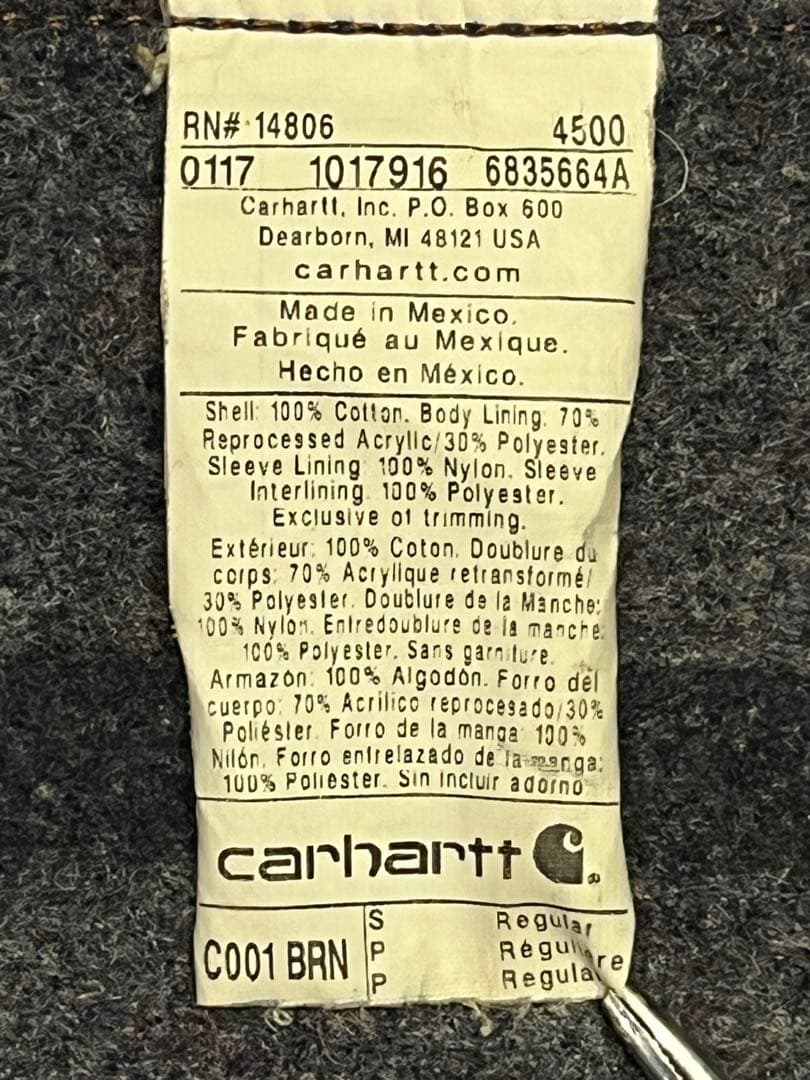 RN# 14806 4500
0117 1017916 6835664A
Carhartt, Inc. P.O. Box 600
Dearborn, MI 48121 USA
carhartt.com
Made in Mexico.
Fabriqué au Mexique.
Hecho en México.
Shell: 100% Cotton. Body Lining: 70%
Reprocessed Acrylic/30% Polyester.
Sleeve Lining: 100% Nylon. Sleeve
Interlining: 100% Polyester.
Exclusive of trimming.
Extérieur: 100% Coton. Doublure du
corps: 70% Acrylique retransformé/
30% Polyester. Doublure de la Manche:
100% Nylon. Entredoublure de la manche:
100% Polyester. Sans garniture.
Armazón: 100% Algodón. Forro del
cuerpo: 70% Acrílico reprocesado/30%
Poliéster. Forro de la manga: 100%
Nilón. Forro entrelazado de la manga:
100% Poliéster. Sin incluir adorno
carhartt
C001 BRN
S Regular
P Régulière
P Regular